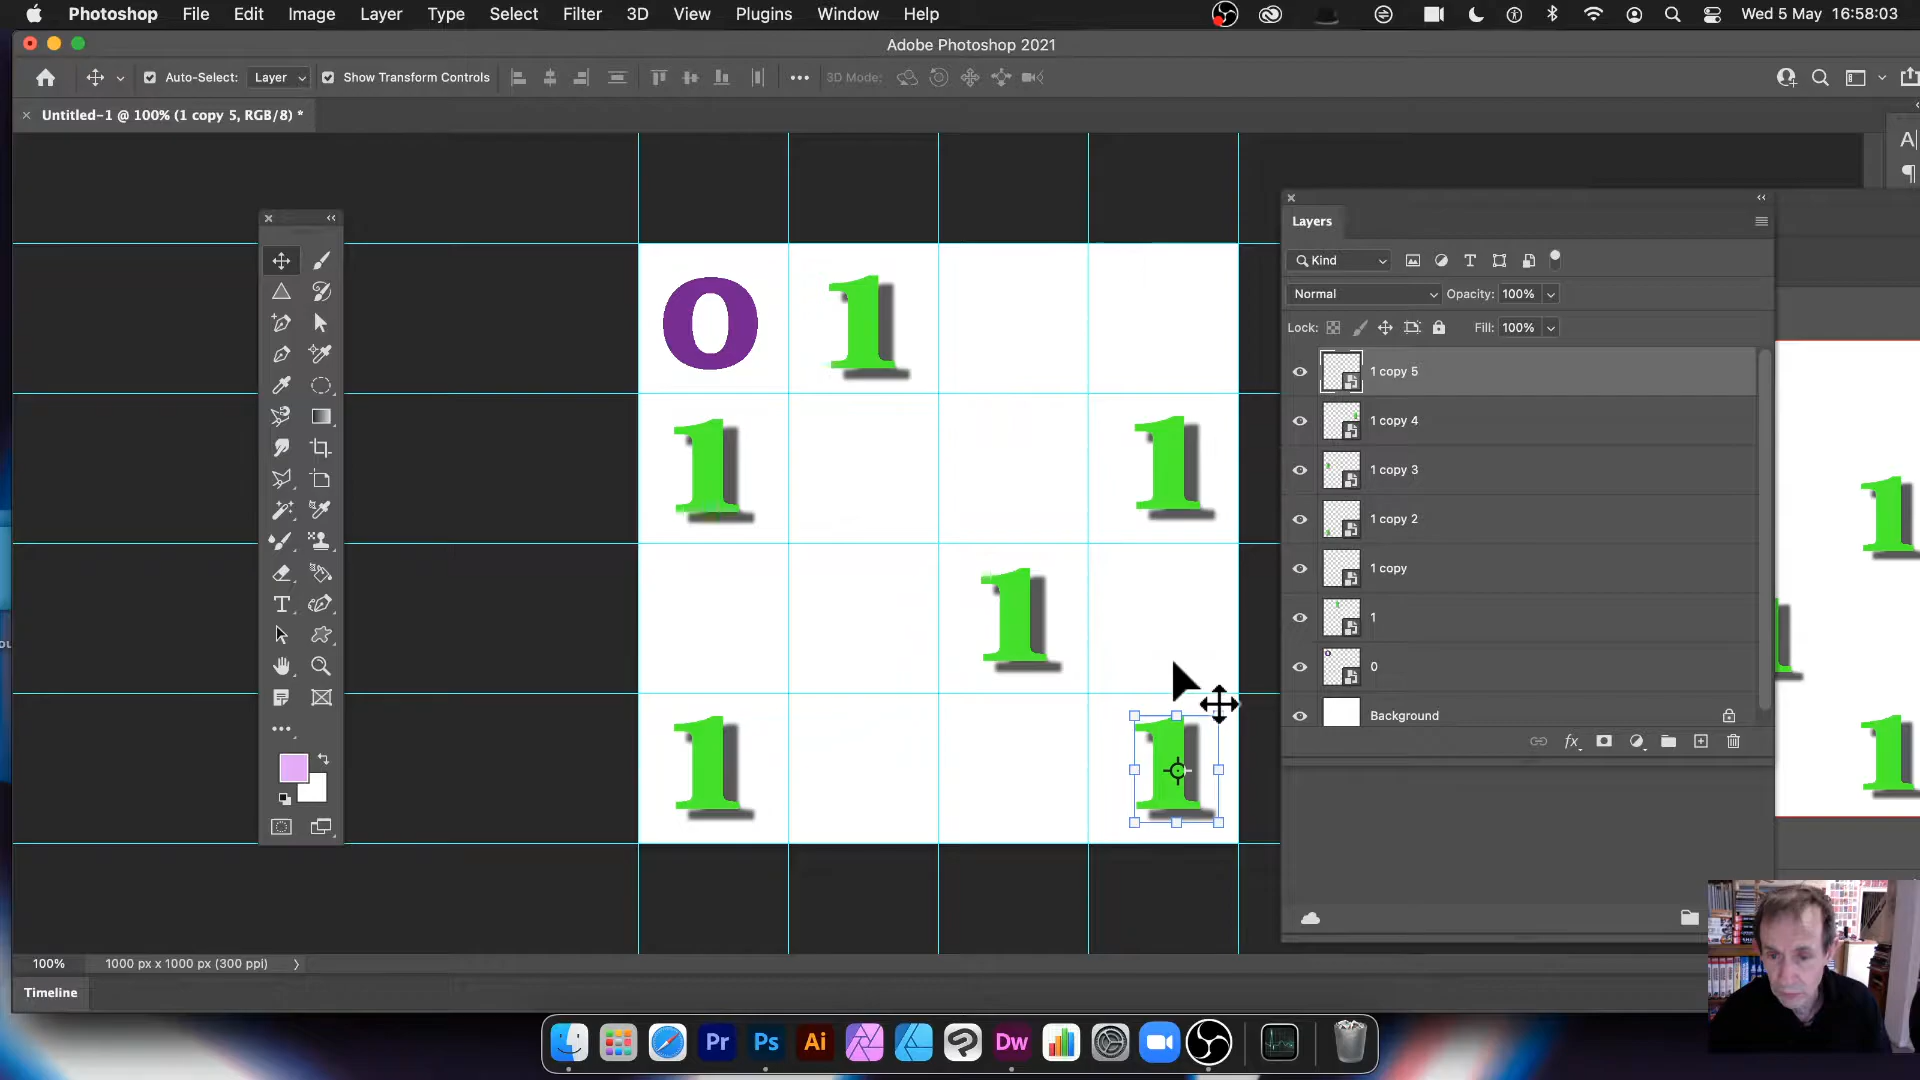 Photoshop File Edit Image Layer Type Select Filter 3D View Plugins Window Help Wed 5 May 16:58:03
Adobe Photoshop 2021
Auto-Select: Layer Show Transform Controls 3D Mode:
Untitled-1 @ 100% (1 copy 5, RGB/8) *
Layers
Kind
Normal Opacity: 100%
Lock: Fill: 100%
1 copy 5
1 copy 4
1 copy 3
1 copy 2
1 copy
1
0
Background
fx
0 1
1 1
1
1 1
1
1
100% 1000 px x 1000 px (300 ppi)
Timeline
Pr Ps Ai Dw